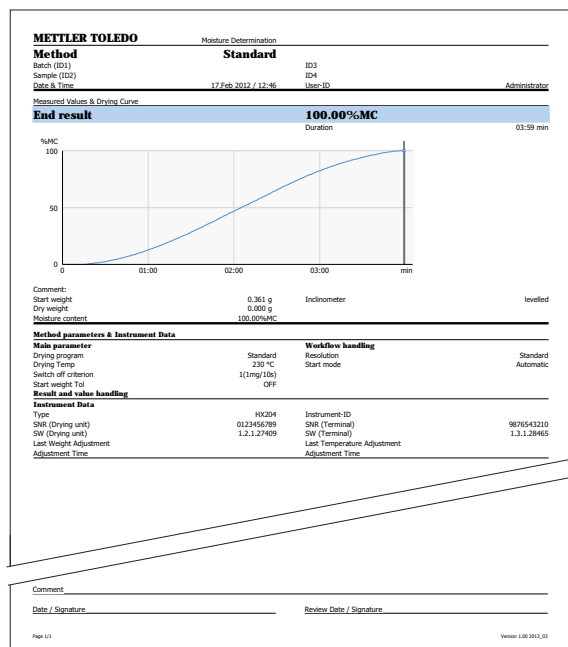 METTLER TOLEDO Moisture Determination
Method Standard
Batch (ID1) ID3
Sample (ID2) ID4
Date & Time 17.Feb 2012 / 12:46 User-ID Administrator
Measured Values & Drying Curve
End result 100.00%MC
Duration 03:59 min
%MC
100
50
0
0 01:00 02:00 03:00 min
Comment:
Start weight 0.361 g Inclinometer levelled
Dry weight 0.000 g
Moisture content 100.00%MC
Method parameters & Instrument Data
Main parameter Workflow handling
Drying program Standard Resolution Standard
Drying Temp 230 °C Start mode Automatic
Switch off criterion 1(1mg/10s)
Start weight Tol OFF
Result and value handling
Instrument Data
Type HX204 Instrument-ID
SNR (Drying unit) 0123456789 SNR (Terminal) 9876543210
SW (Drying unit) 1.2.1.27409 SW (Terminal) 1.3.1.28465
Last Weight Adjustment Last Temperature Adjustment
Adjustment Time Adjustment Time
Comment
Date / Signature Review Date / Signature
Page 1/1 Version 1.00 2013_03